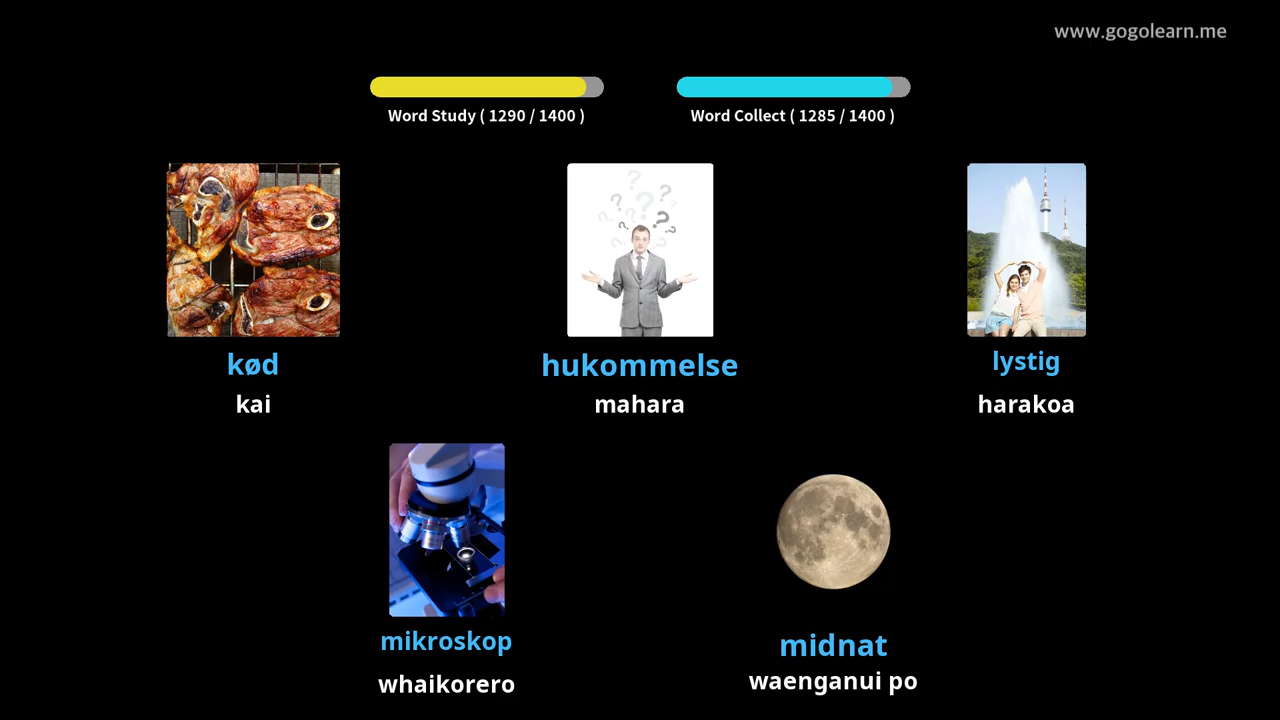 www.gogolearn.me
Word Study ( 1290 / 1400 )
Word Collect ( 1285 / 1400 )
kød
hukommelse
lystig
kai
mahara
harakoa
mikroskop
midnat
whaikorero
waenganui po